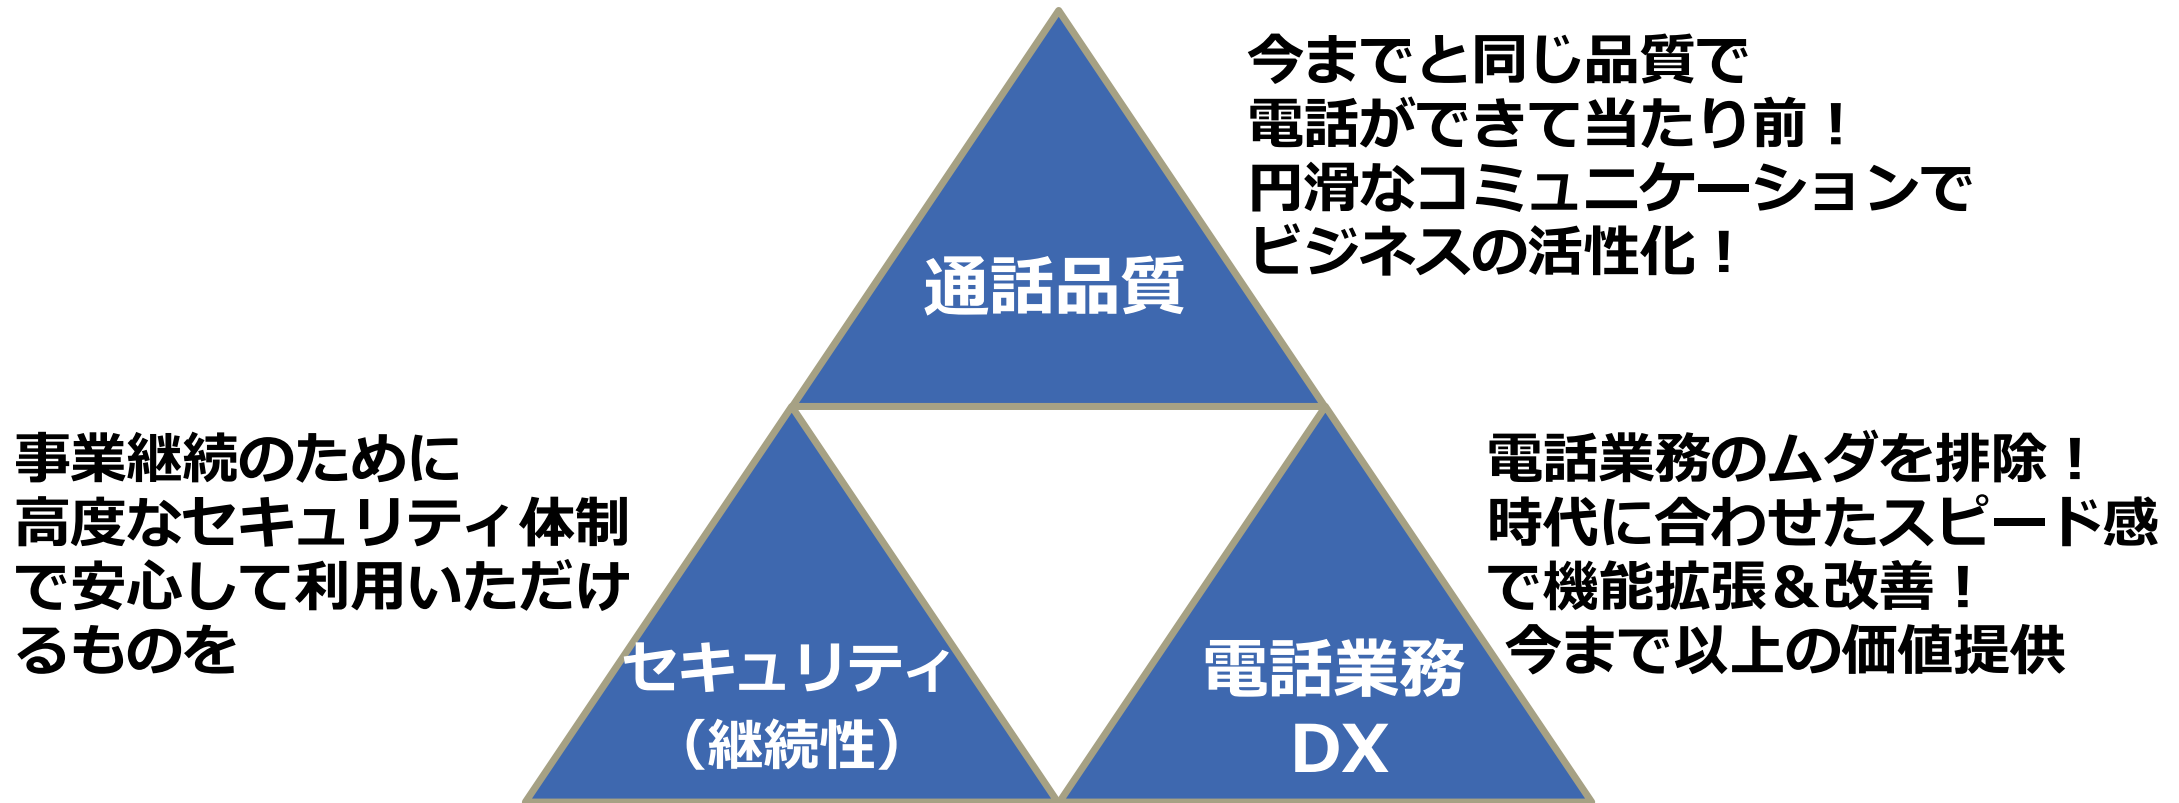 今までと同じ品質で
電話ができて当たり前！
円滑なコミュニケーションで
ビジネスの活性化！
通話品質
事業継続のために
高度なセキュリティ体制
で安心して利用いただけ
るものを
セキュリティ
（継続性）
電話業務のムダを排除！
時代に合わせたスピード感
で機能拡張＆改善！
今まで以上の価値提供
電話業務
DX